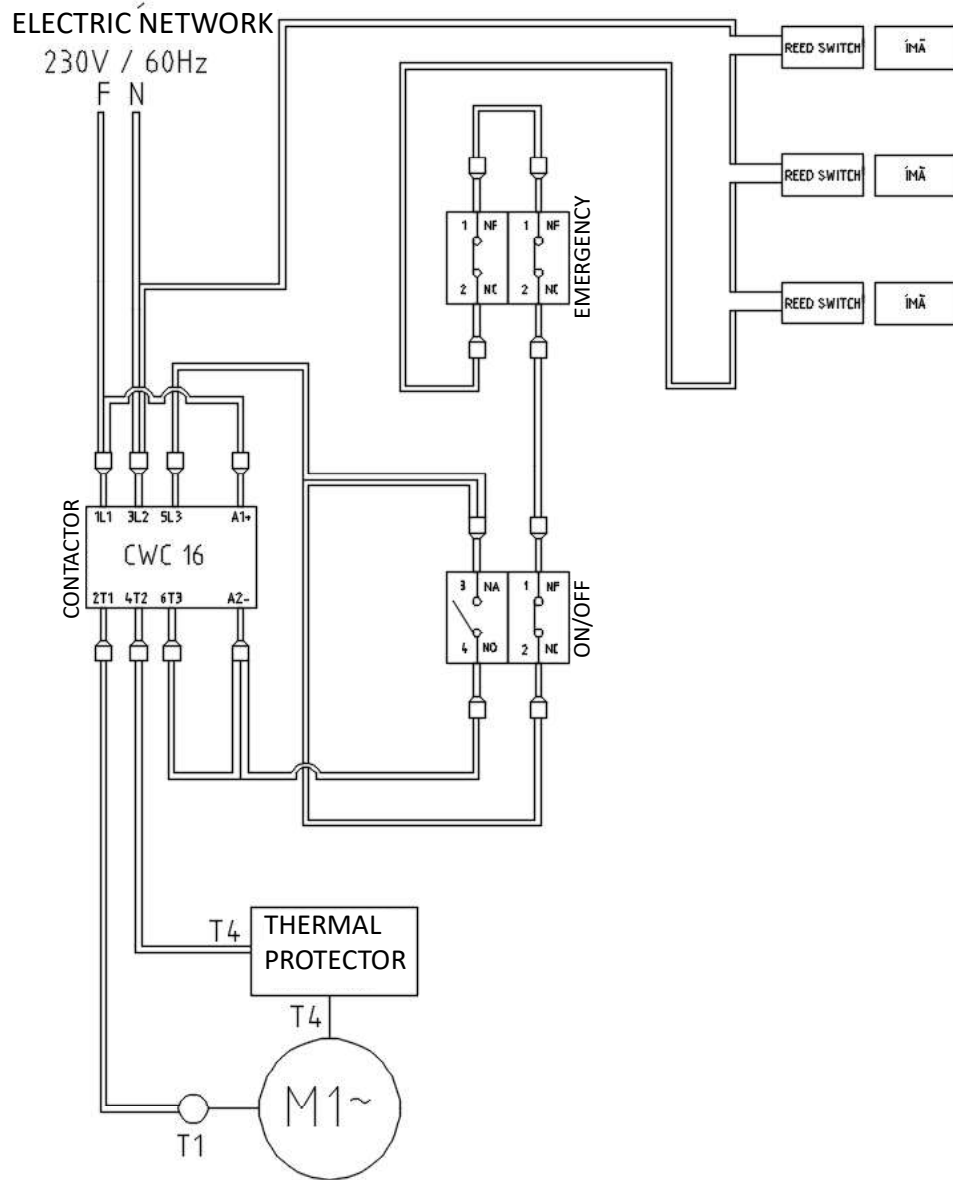 ELECTRIC NETWORK
230V / 60Hz
F N
REED SWITCH ÍMÃ
REED SWITCH ÍMÃ
REED SWITCH ÍMÃ
1 NF 1 NF
2 NC 2 NC
EMERGENCY
1L1 3L2 5L3 A1+
CWC 16
2T1 4T2 6T3 A2-
CONTACTOR
3 NA 1 NF
4 NO 2 NC
ON/OFF
T4
THERMAL
PROTECTOR
T4
M1~
T1